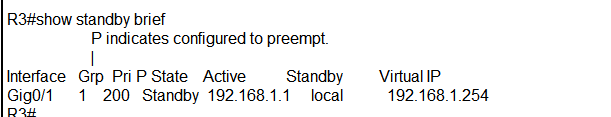 R3#show standby brief
P indicates configured to preempt.
|
Interface Grp Pri P State Active Standby Virtual IP
Gig0/1 1 200 Standby 192.168.1.1 local 192.168.1.254
R3#